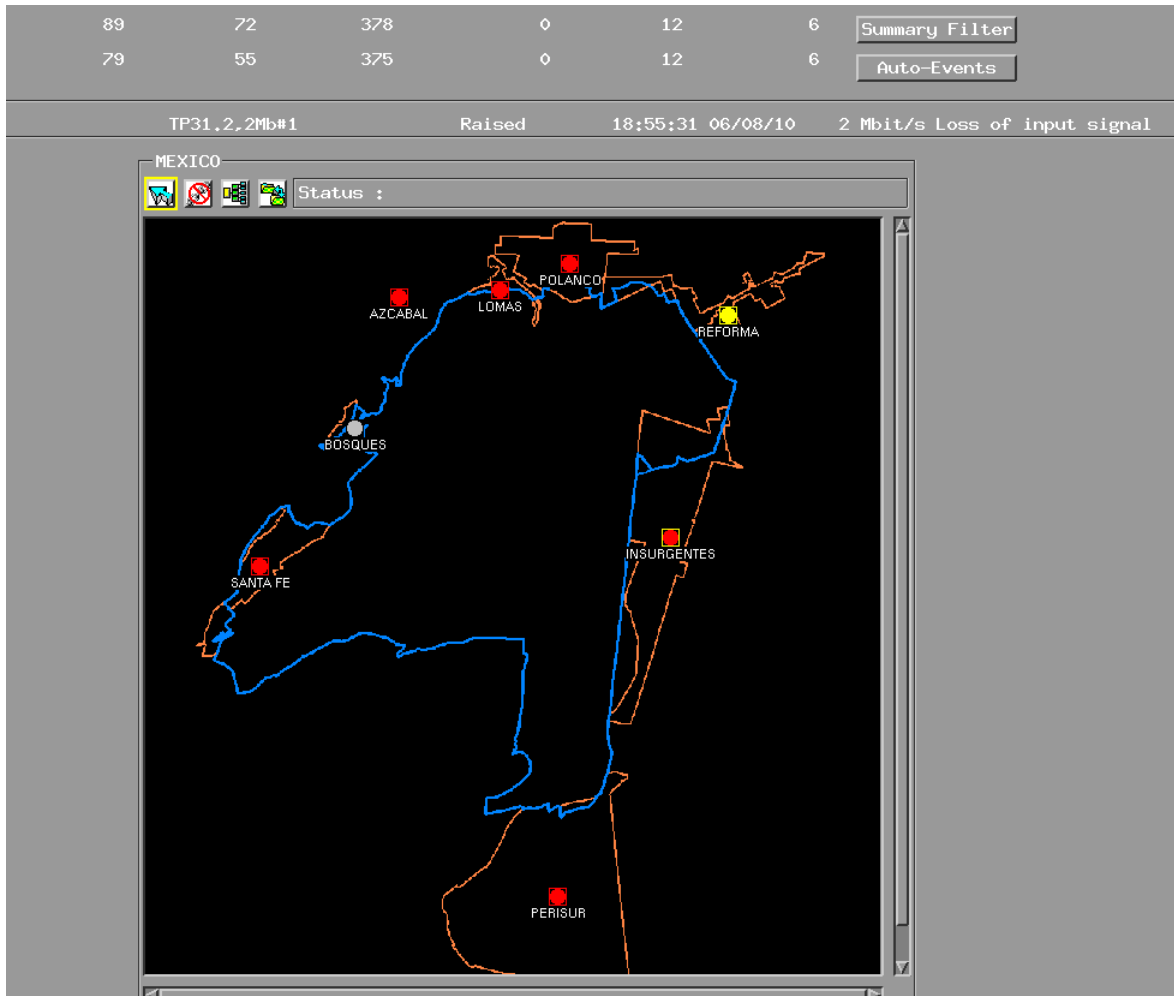 89 72 378 0 12 6 Summary Filter
79 55 375 0 12 6 Auto-Events
TP31.2,2Mb#1 Raised 18:55:31 06/08/10 2 Mbit/s Loss of input signal
MEXICO
Status :
POLANCO
LOMAS
AZCABAL
REFORMA
BOSQUES
INSURGENTES
SANTA FE
PERISUR